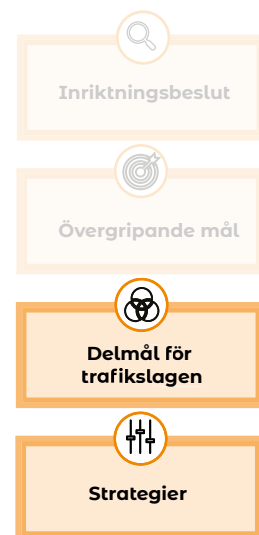 Inriktningsbeslut
Övergripande mål
Delmål för
trafikslagen
Strategier